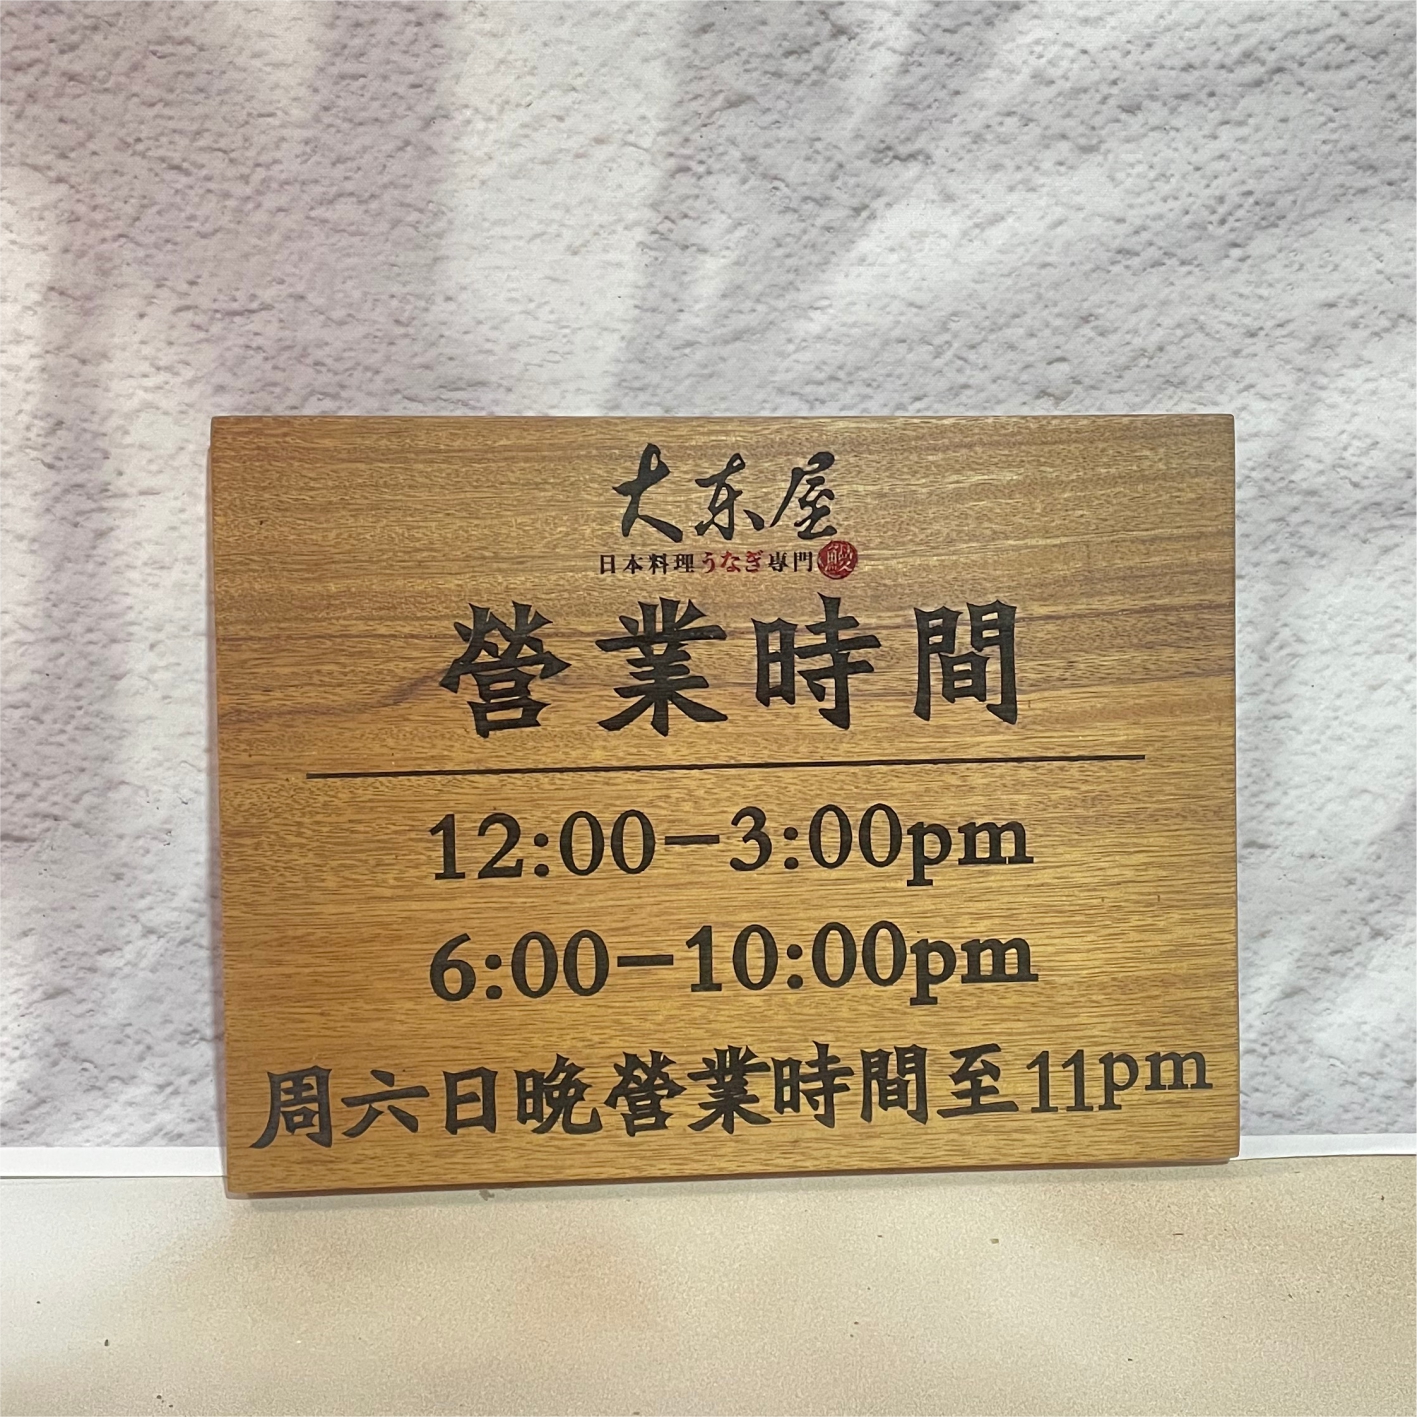 大东屋
日本料理うなぎ專門 鰻
營業時間
12:00-3:00pm
6:00-10:00pm
周六日晚營業時間至11pm